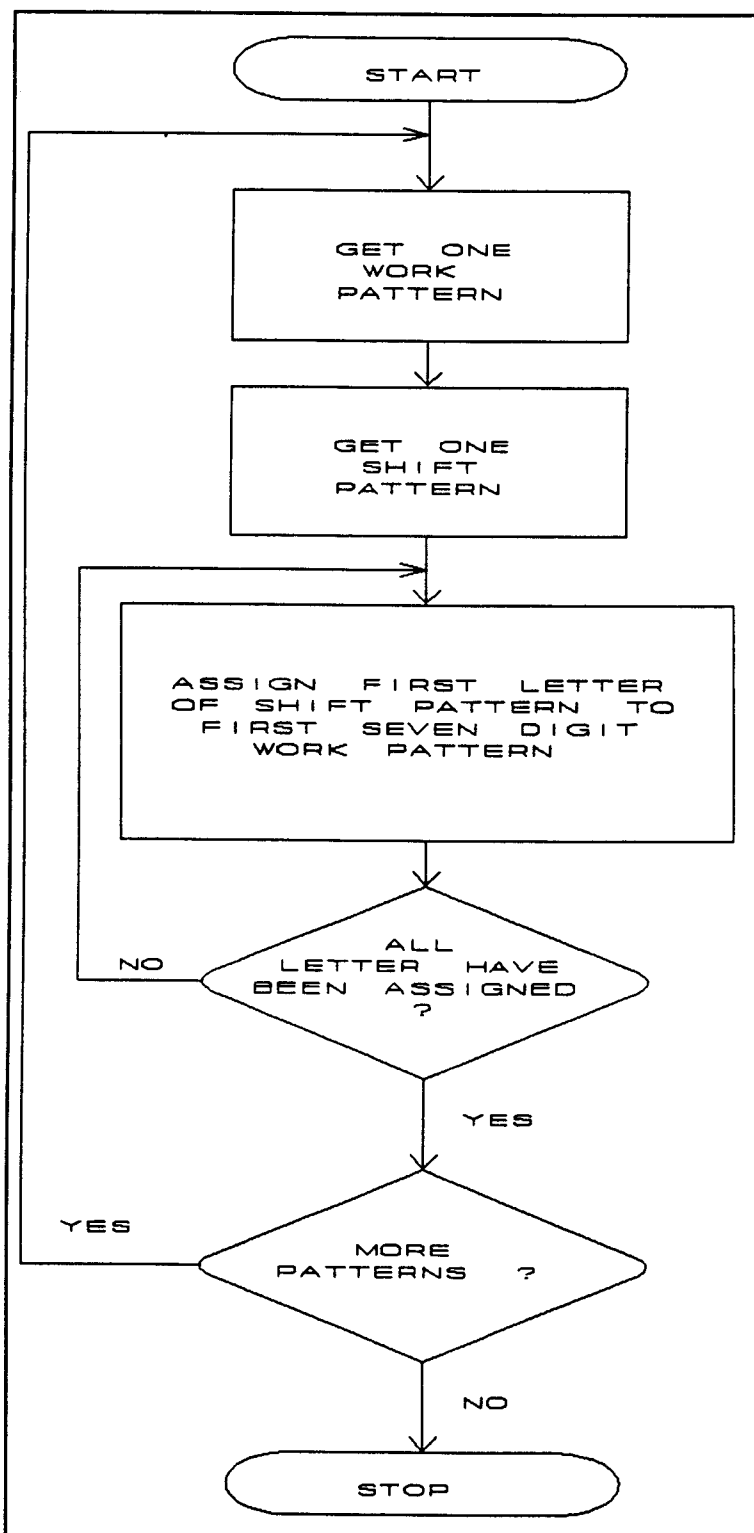 START
GET ONE
WORK
PATTERN
GET ONE
SHIFT
PATTERN
ASSIGN FIRST LETTER
OF SHIFT PATTERN TO
FIRST SEVEN DIGIT
WORK PATTERN
ALL
LETTER HAVE
BEEN ASSIGNED
?
NO
YES
MORE
PATTERNS ?
YES
NO
STOP